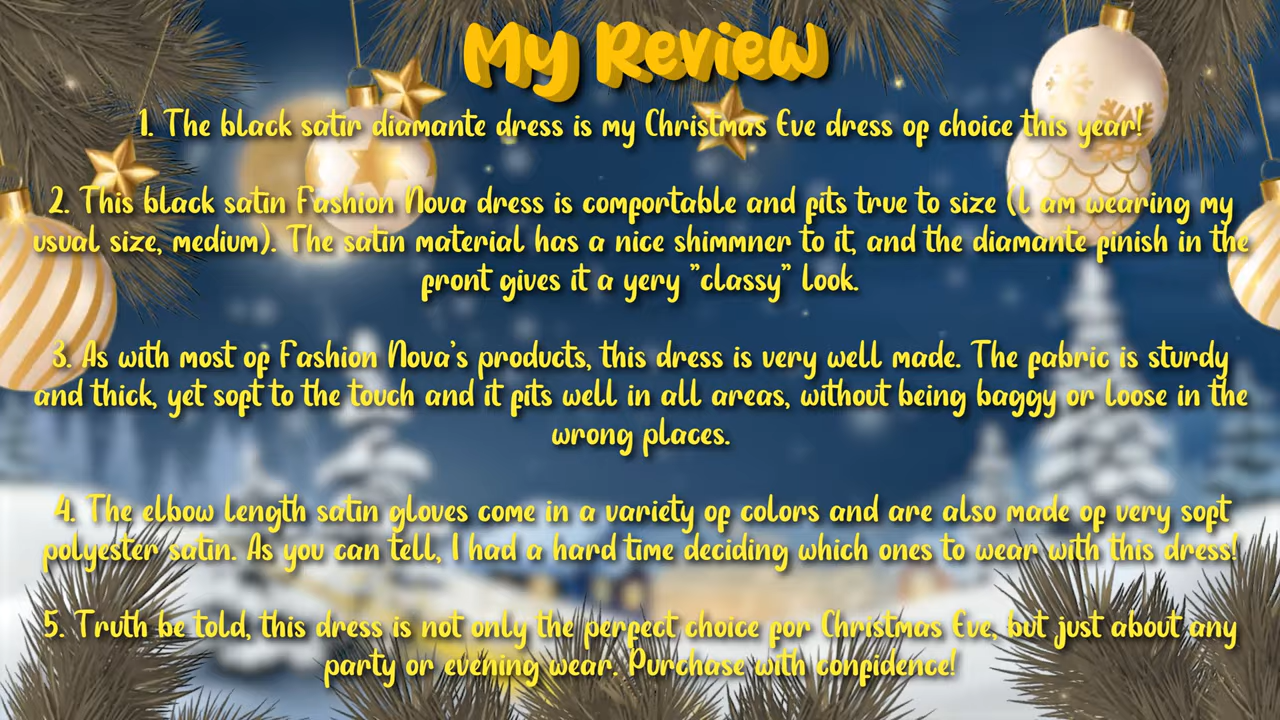 My Review
1. The black satir diamante dress is my Christmas Eve dress of choice this year!
2. This black satin Fashion Nova dress is comfortable and fits true to size (l am wearing my
usual size, medium). The satin material has a nice shimmner to it, and the diamante finish in the
front gives it a yery "classy" look.
3. As with most of Fashion Nova's products, this dress is very well made. The fabric is sturdy
and thick, yet soft to the touch and it fits well in all areas, without being baggy or loose in the
wrong places.
4. The elbow length satin gloves come in a variety of colors and are also made of very soft
polyester satin. As you can tell, I had a hard time deciding which ones to wear with this dress!
5. Truth be told, this dress is not only the perfect choice for Christmas Eve, but just about any
party or evening wear. Purchase with confidence!